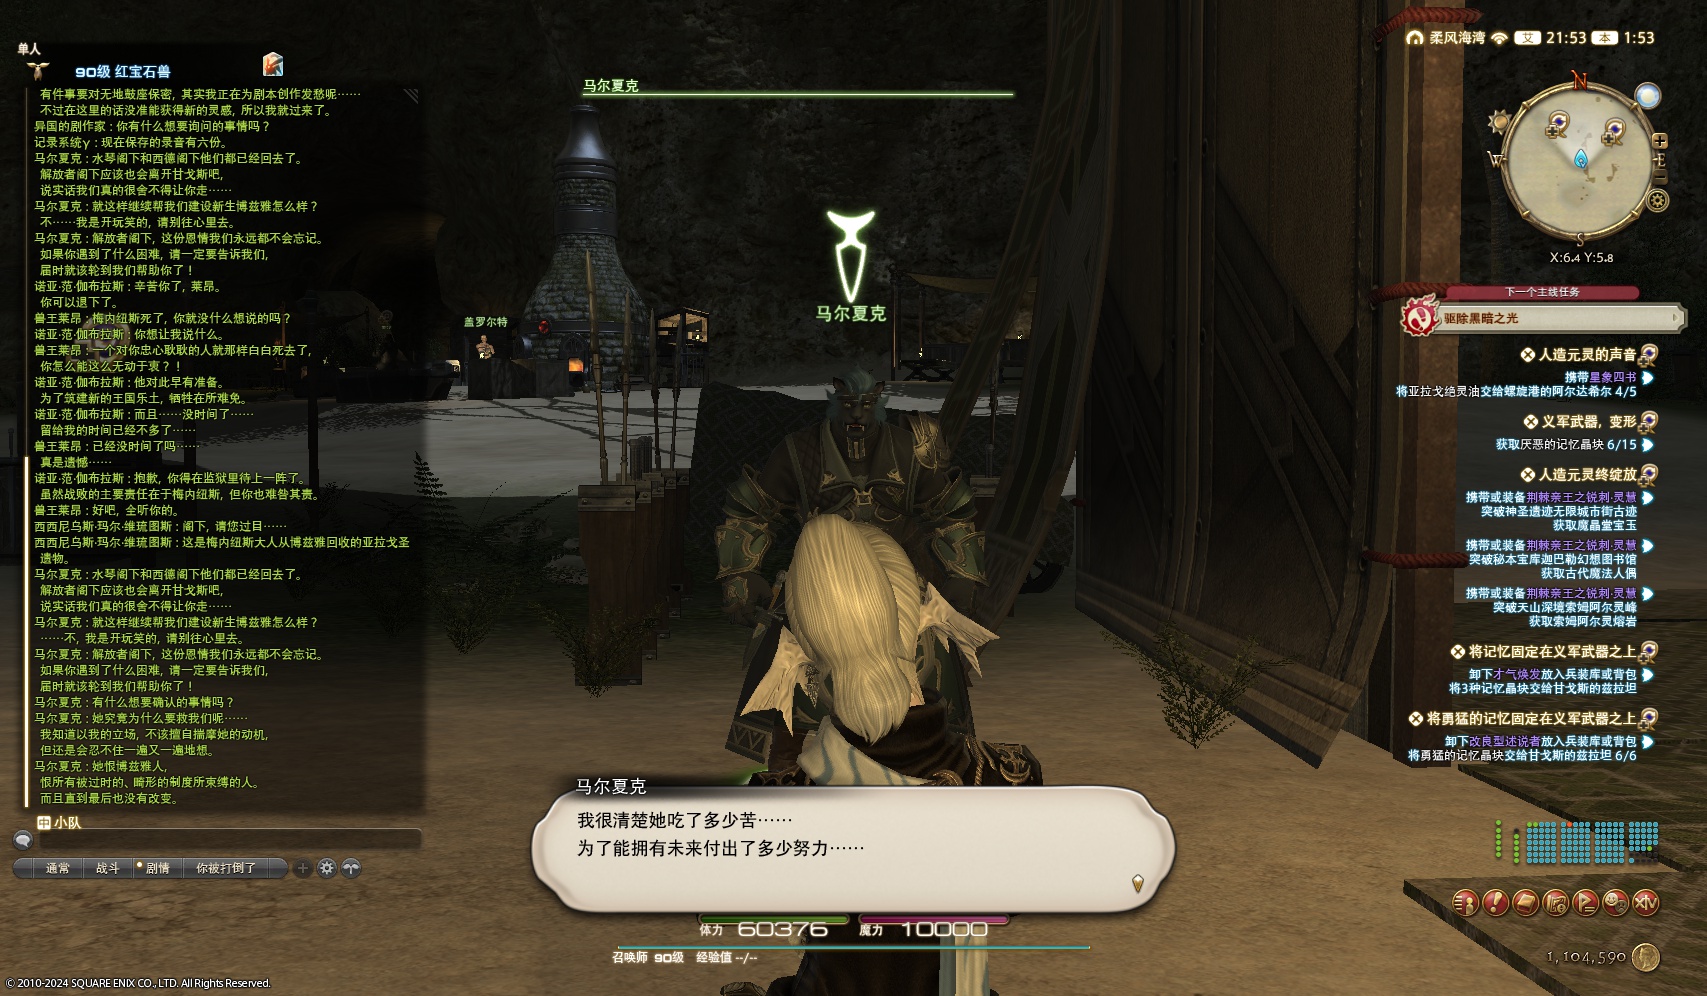 单人
90级 红宝石兽
有件事要对无地鼓座保密，其实我正在为剧本创作发愁呢……
不过在这里的话没准能获得新的灵感，所以我就过来了。
异国的剧作家：你有什么想要询问的事情吗？
记录系统γ：现在保存的录音有六份。
马尔夏克：水琴阁下和西德阁下他们都已经回去了。
解放者阁下应该也会离开甘戈斯吧，
说实话我们真的很舍不得让你走……
马尔夏克：就这样继续帮我们建设新生博兹雅怎么样？
不……我是开玩笑的，请别往心里去。
马尔夏克：解放者阁下，这份恩情我们永远都不会忘记。
如果你遇到了什么困难，请一定要告诉我们，
届时就该轮到我们帮助你了！
诺亚·范·伽布拉斯：辛苦你了，莱昂。
你可以退下了。
兽王莱昂：梅内纽斯死了，你就没什么想说的吗？
诺亚·范·伽布拉斯：你想让我说什么。
兽王莱昂：一个对你忠心耿耿的人就那样白白死去了，
你怎么能这么无动于衷？！
诺亚·范·伽布拉斯：他对此早有准备。
为了筑建新的王国乐土，牺牲在所难免。
诺亚·范·伽布拉斯：而且……没时间了……
留给我的时间已经不多了……
兽王莱昂：已经没时间了吗……
真是遗憾……
诺亚·范·伽布拉斯：抱歉，你得在监狱里待上一阵了。
虽然战败的主要责任在于梅内纽斯，但你也难咎其责。
兽王莱昂：好吧，全听你的。
西西尼乌斯·玛尔·维琉图斯：阁下，请您过目……
西西尼乌斯·玛尔·维琉图斯：这是梅内纽斯大人从博兹雅回收的亚拉戈圣
遗物。
马尔夏克：水琴阁下和西德阁下他们都已经回去了。
解放者阁下应该也会离开甘戈斯吧，
说实话我们真的很舍不得让你走……
马尔夏克：就这样继续帮我们建设新生博兹雅怎么样？
……不，我是开玩笑的，请别往心里去。
马尔夏克：解放者阁下，这份恩情我们永远都不会忘记。
如果你遇到了什么困难，请一定要告诉我们，
届时就该轮到我们帮助你了！
马尔夏克：有什么想要确认的事情吗？
马尔夏克：她究竟为什么要救我们呢……
我知道以我的立场，不该擅自揣摩她的动机，
但还是会忍不住一遍又一遍地想。
马尔夏克：她恨博兹雅人，
恨所有被过时的、畸形的制度所束缚的人。
而且直到最后也没有改变。
中 小队
通常 战斗 剧情 你被打倒了
马尔夏克
盖罗尔特
马尔夏克
马尔夏克
我很清楚她吃了多少苦……
为了能拥有未来付出了多少努力……
体力 60376 魔力 10000
召唤师 90级 经验值 --/--
柔风海湾 艾 21:53 本 1:53
N
W E
S
X:6.4 Y:5.8
下一个主线任务
驱除黑暗之光
人造元灵的声音
携带星象四书
将亚拉戈绝灵油交给螺旋港的阿尔达希尔 4/5
义军武器，变形
获取厌恶的记忆晶块 6/15
人造元灵终绽放
携带或装备荆棘亲王之锐刺·灵慧
突破神圣遗迹无限城市街古迹
获取魔晶堂宝玉
携带或装备荆棘亲王之锐刺·灵慧
突破秘本宝库迦巴勒幻想图书馆
获取古代魔法人偶
携带或装备荆棘亲王之锐刺·灵慧
突破天山深境索姆阿尔灵峰
获取索姆阿尔灵熔岩
将记忆固定在义军武器之上
卸下才气焕发放入兵装库或背包
将3种记忆晶块交给甘戈斯的兹拉坦
将勇猛的记忆固定在义军武器之上
卸下改良型述说者放入兵装库或背包
将勇猛的记忆晶块交给甘戈斯的兹拉坦 6/6
XIV
1,104,590
© 2010-2024 SQUARE ENIX CO., LTD. All Rights Reserved.